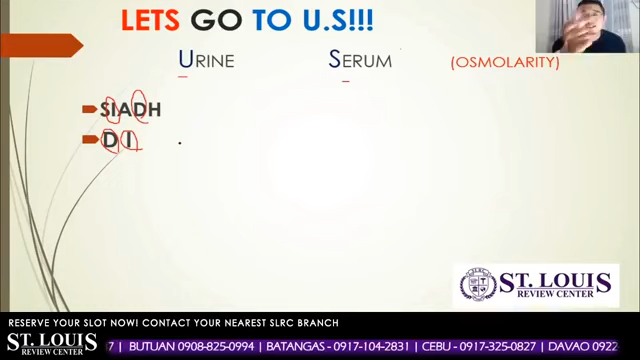 LETS GO TO U.S!!!
URINE SERUM (OSMOLARITY)
SIADH
D I
ST. LOUIS
REVIEW CENTER
RESERVE YOUR SLOT NOW! CONTACT YOUR NEAREST SLRC BRANCH
ST. LOUIS
REVIEW CENTER
7 | BUTUAN 0908-825-0994 | BATANGAS - 0917-104-2831 | CEBU - 0917-325-0827 | DAVAO 0922